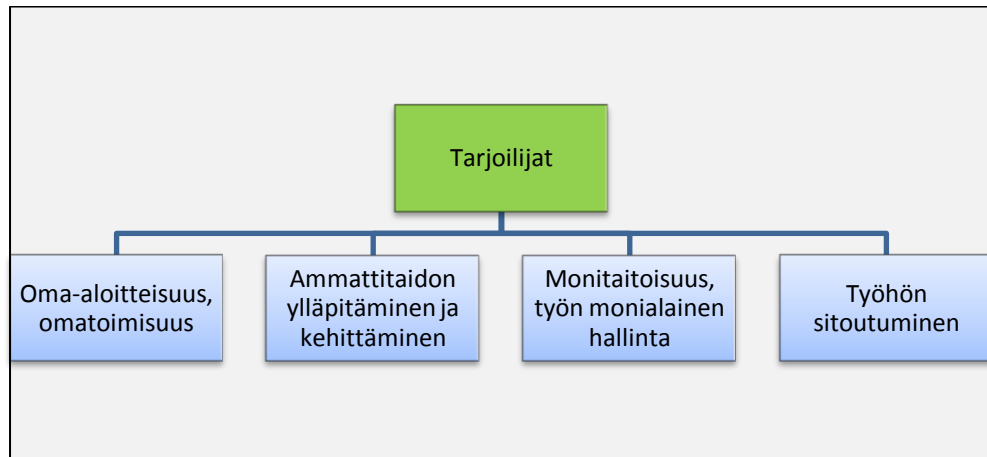 Tarjoilijat
Oma-aloitteisuus,
omatoimisuus
Ammattitaidon
ylläpitäminen ja
kehittäminen
Monitaitoisuus,
työn monialainen
hallinta
Työhön
sitoutuminen